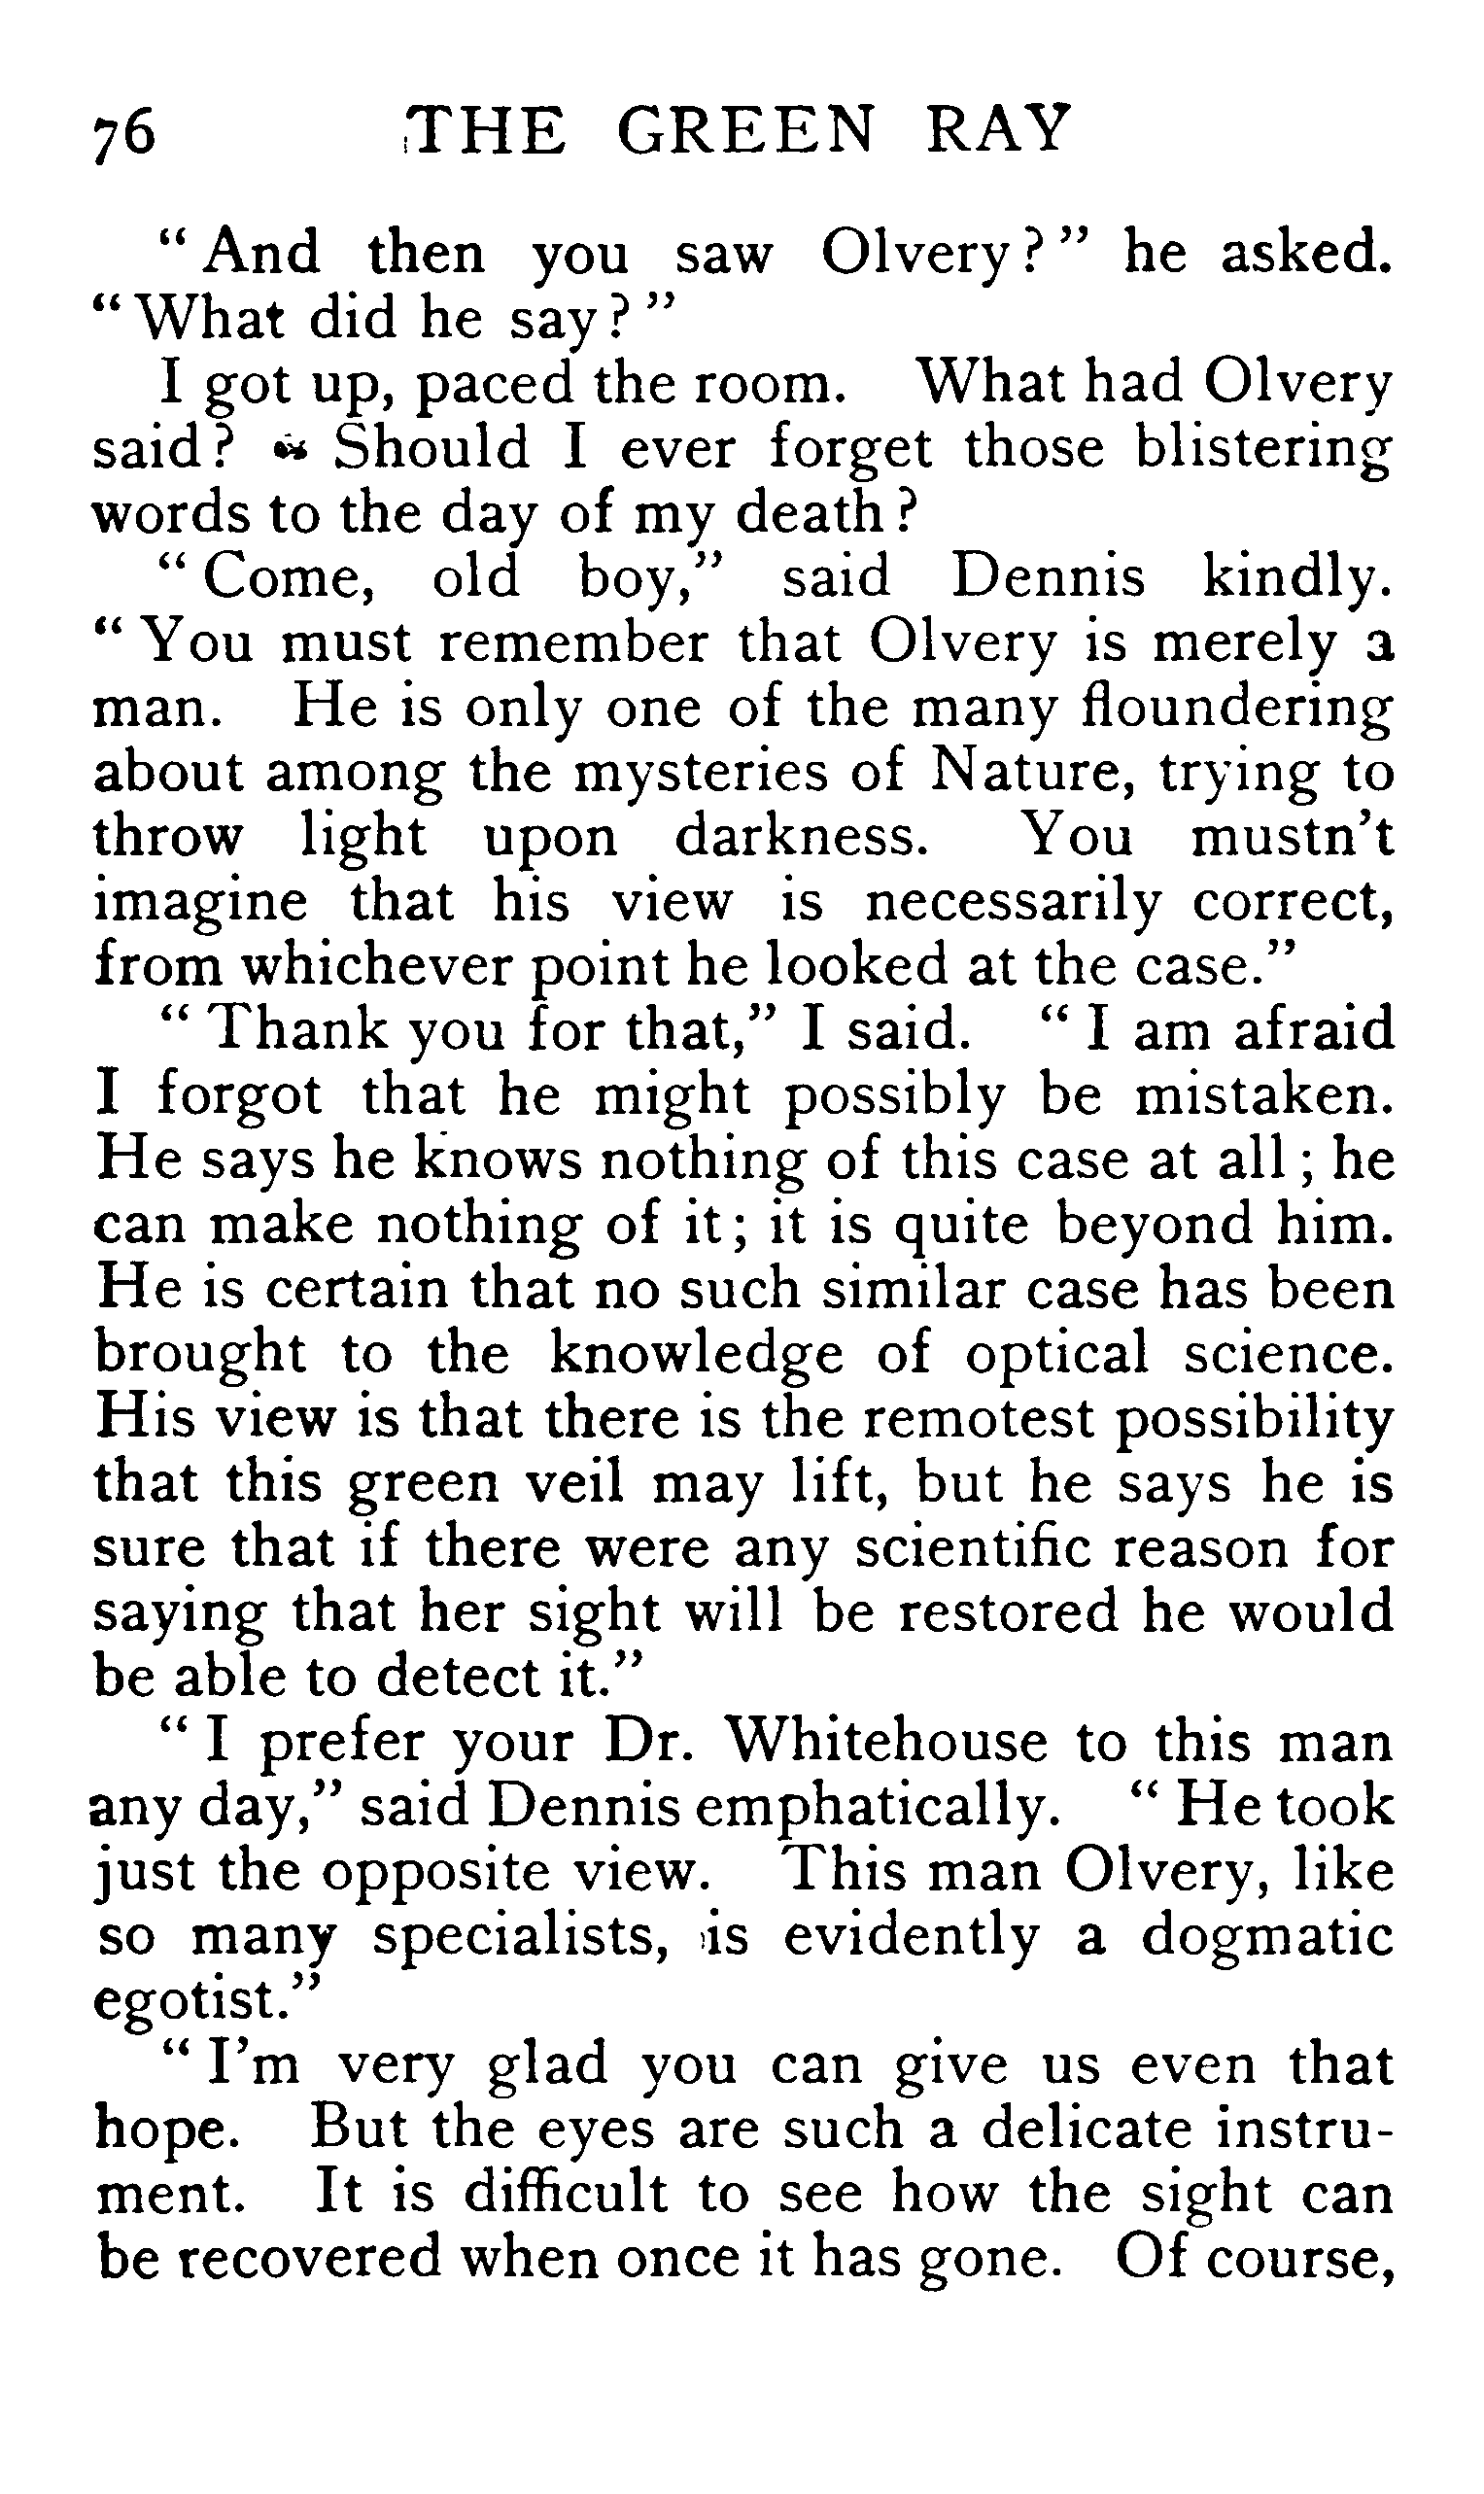 76 THE GREEN RAY
“ And then you saw Olvery ? ” he asked.
“ What did he say ? ”
I got up, paced the room. What had Olvery
said ? Should I ever forget those blistering
words to the day of my death ?
“ Come, old boy,” said Dennis kindly.
“ You must remember that Olvery is merely a
man. He is only one of the many floundering
about among the mysteries of Nature, trying to
throw light upon darkness. You mustn’t
imagine that his view is necessarily correct,
from whichever point he looked at the case.”
“ Thank you for that,” I said. “ I am afraid
I forgot that he might possibly be mistaken.
He says he knows nothing of this case at all ; he
can make nothing of it ; it is quite beyond him.
He is certain that no such similar case has been
brought to the knowledge of optical science.
His view is that there is the remotest possibility
that this green veil may lift, but he says he is
sure that if there were any scientific reason for
saying that her sight will be restored he would
be able to detect it.”
“ I prefer your Dr. Whitehouse to this man
any day,” said Dennis emphatically. “ He took
just the opposite view. This man Olvery, like
so many specialists, is evidently a dogmatic
egotist.”
“ I’m very glad you can give us even that
hope. But the eyes are such a delicate instru-
ment. It is difficult to see how the sight can
be recovered when once it has gone. Of course,